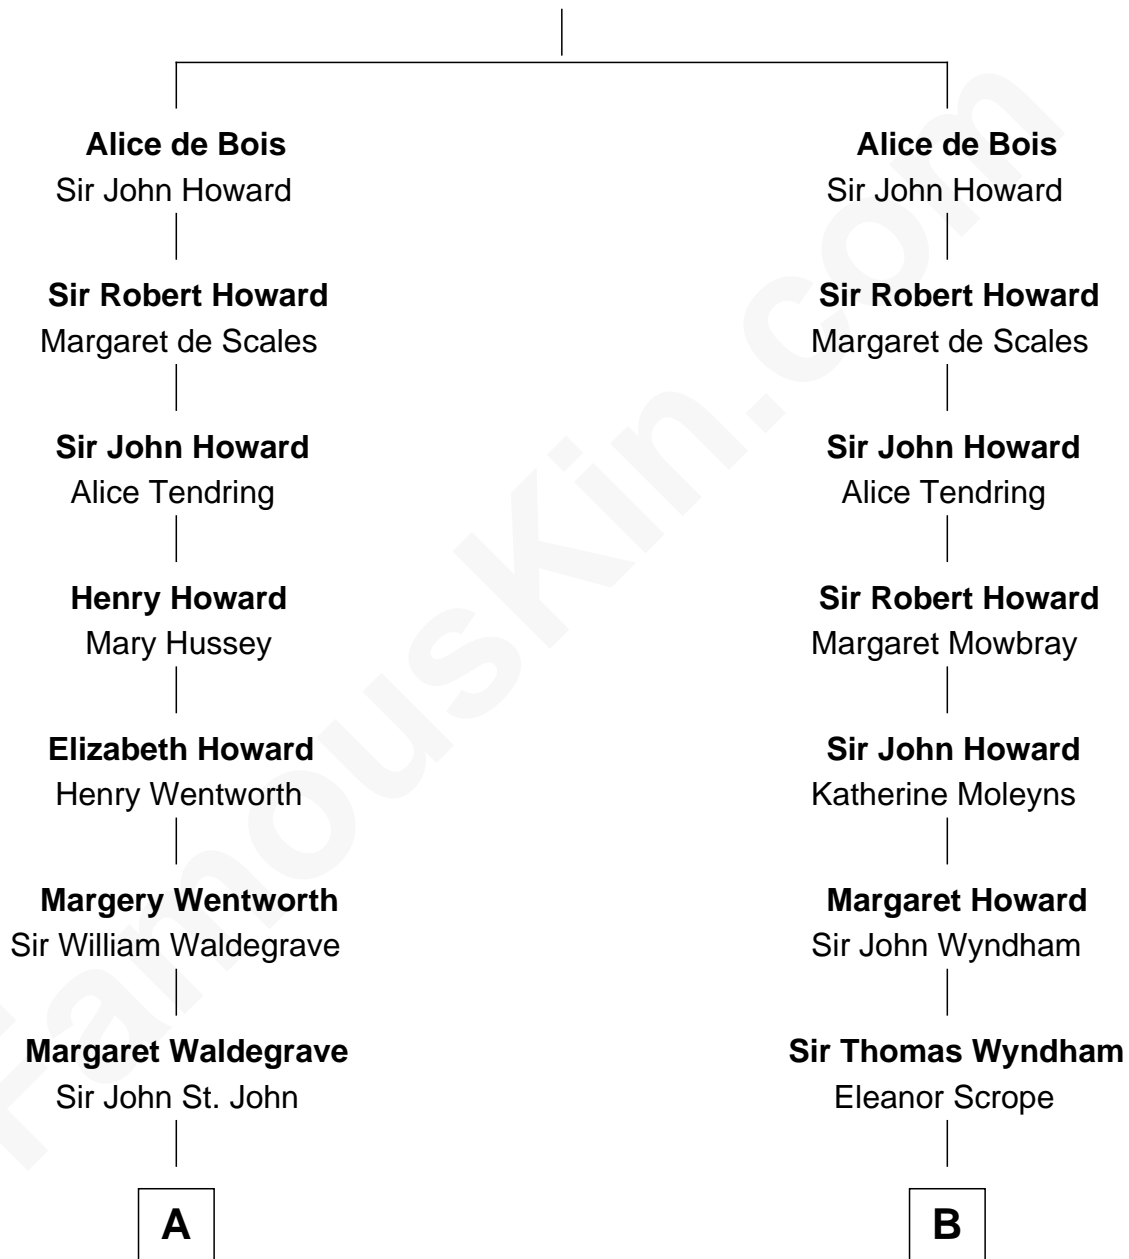 Alice de Bois
Sir John Howard
Sir Robert Howard
Margaret de Scales
Sir John Howard
Alice Tendring
Henry Howard
Mary Hussey
Elizabeth Howard
Henry Wentworth
Margery Wentworth
Sir William Waldegrave
Margaret Waldegrave
Sir John St. John
A
Alice de Bois
Sir John Howard
Sir Robert Howard
Margaret de Scales
Sir John Howard
Alice Tendring
Sir Robert Howard
Margaret Mowbray
Sir John Howard
Katherine Moleyns
Margaret Howard
Sir John Wyndham
Sir Thomas Wyndham
Eleanor Scrope
B
FamousKin.com